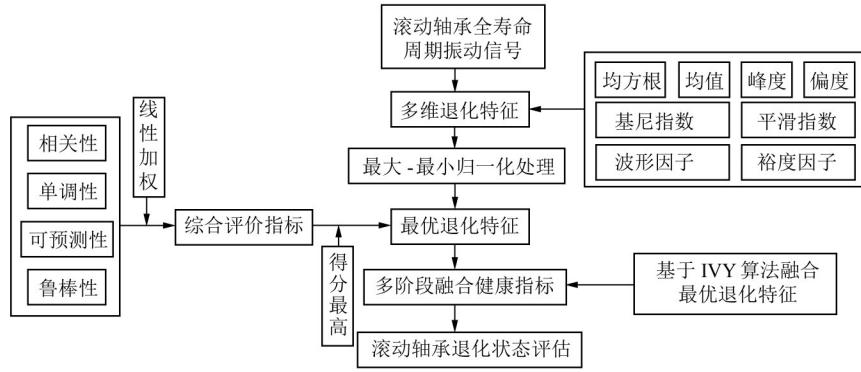 滚动轴承全寿命
周期振动信号
均方根 均值 峰度 偏度
多维退化特征
基尼指数 平滑指数
线性加权
相关性
最大-最小归一化处理
波形因子 裕度因子
单调性
综合评价指标
最优退化特征
可预测性
得分最高
鲁棒性
多阶段融合健康指标
基于 IVY 算法融合
最优退化特征
滚动轴承退化状态评估